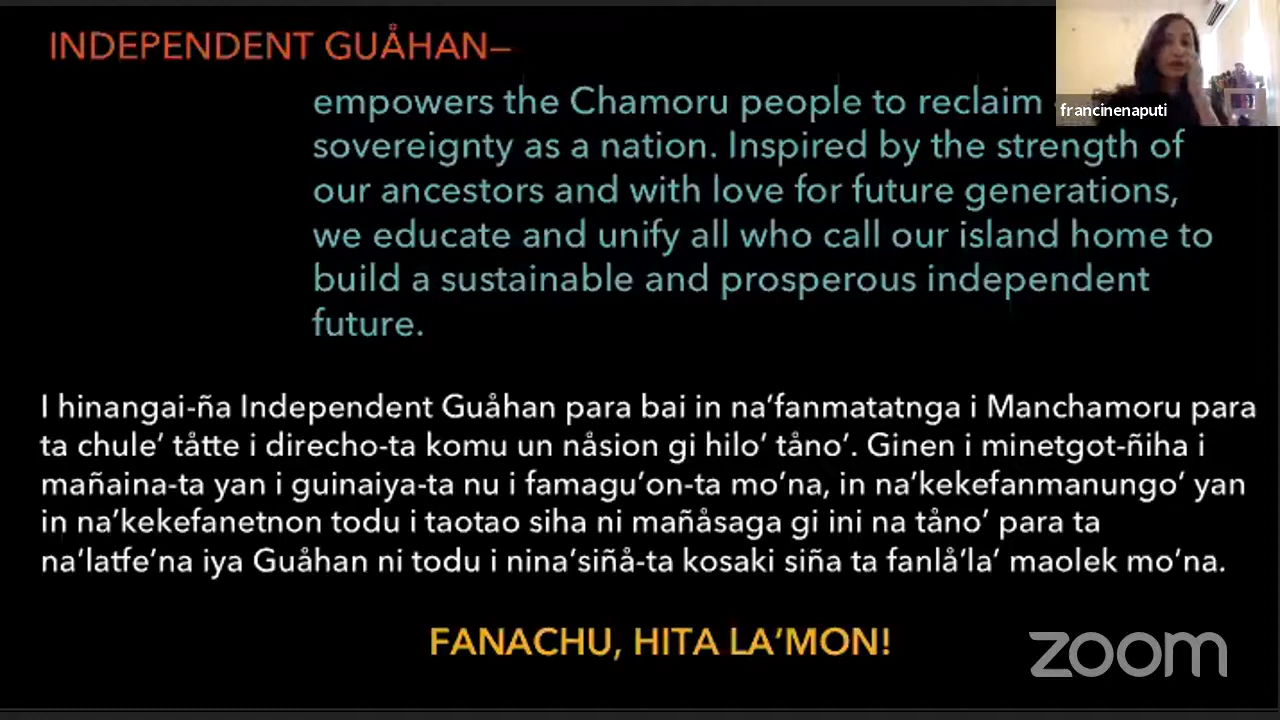 INDEPENDENT GUÅHAN—
empowers the Chamoru people to reclaim
sovereignty as a nation. Inspired by the strength of
our ancestors and with love for future generations,
we educate and unify all who call our island home to
build a sustainable and prosperous independent
future.
I hinangai-ña Independent Guåhan para bai in na’fanmatatnga i Manchamoru para
ta chule’ tåtte i direcho-ta komu un nåsion gi hilo’ tåno’. Ginen i minetgot-ñiha i
mañaina-ta yan i guinaiya-ta nu i famagu’on-ta mo’na, in na’kekefanmanungo’ yan
in na’kekefanetnon todu i taotao siha ni mañåsaga gi ini na tåno’ para ta
na’latfe’na iya Guåhan ni todu i nina’siñå-ta kosaki siña ta fanlå’la’ maolek mo’na.
FANACHU, HITA LA’MON!
francinenaputi
zoom